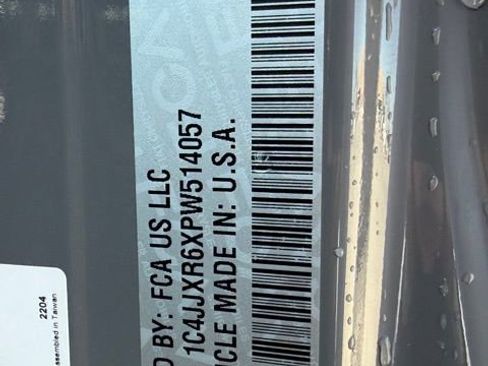 D BY: FCA US LLC
1C4JJXR6XPW514057
ICLE MADE IN: U.S.A.
2204
ssembled in Taiwan